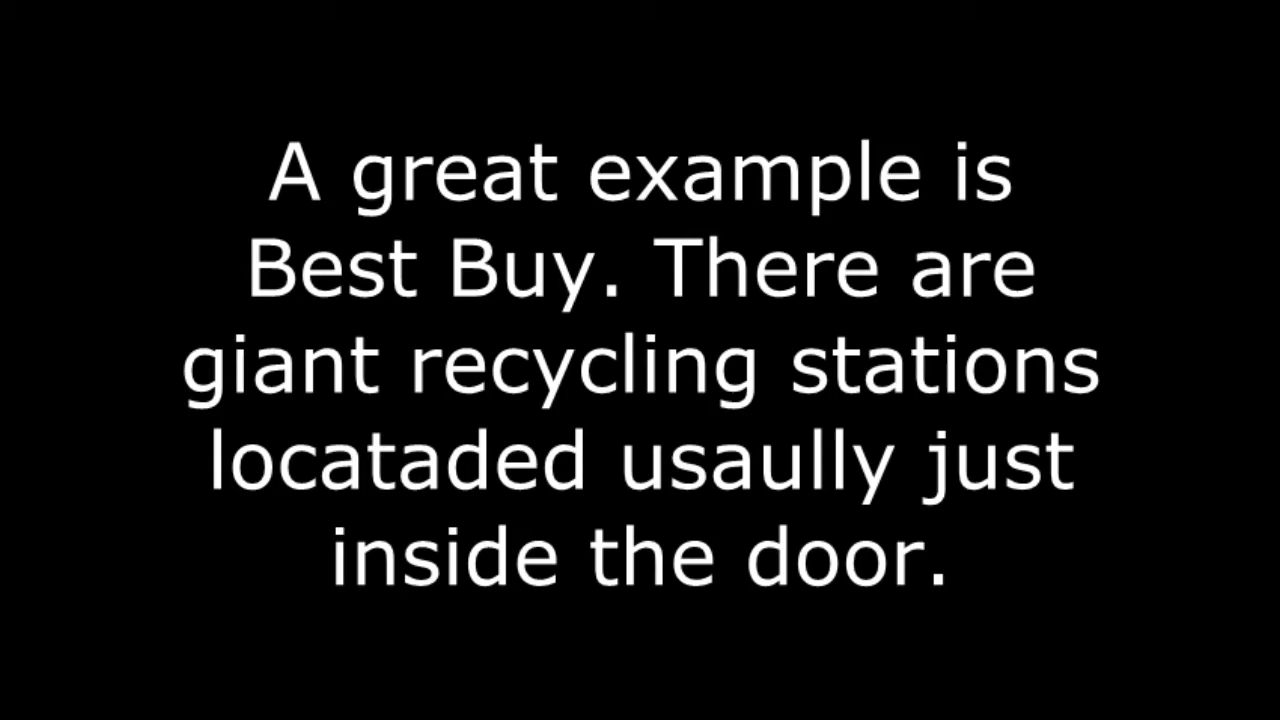 A great example is
Best Buy. There are
giant recycling stations
locataded usaully just
inside the door.